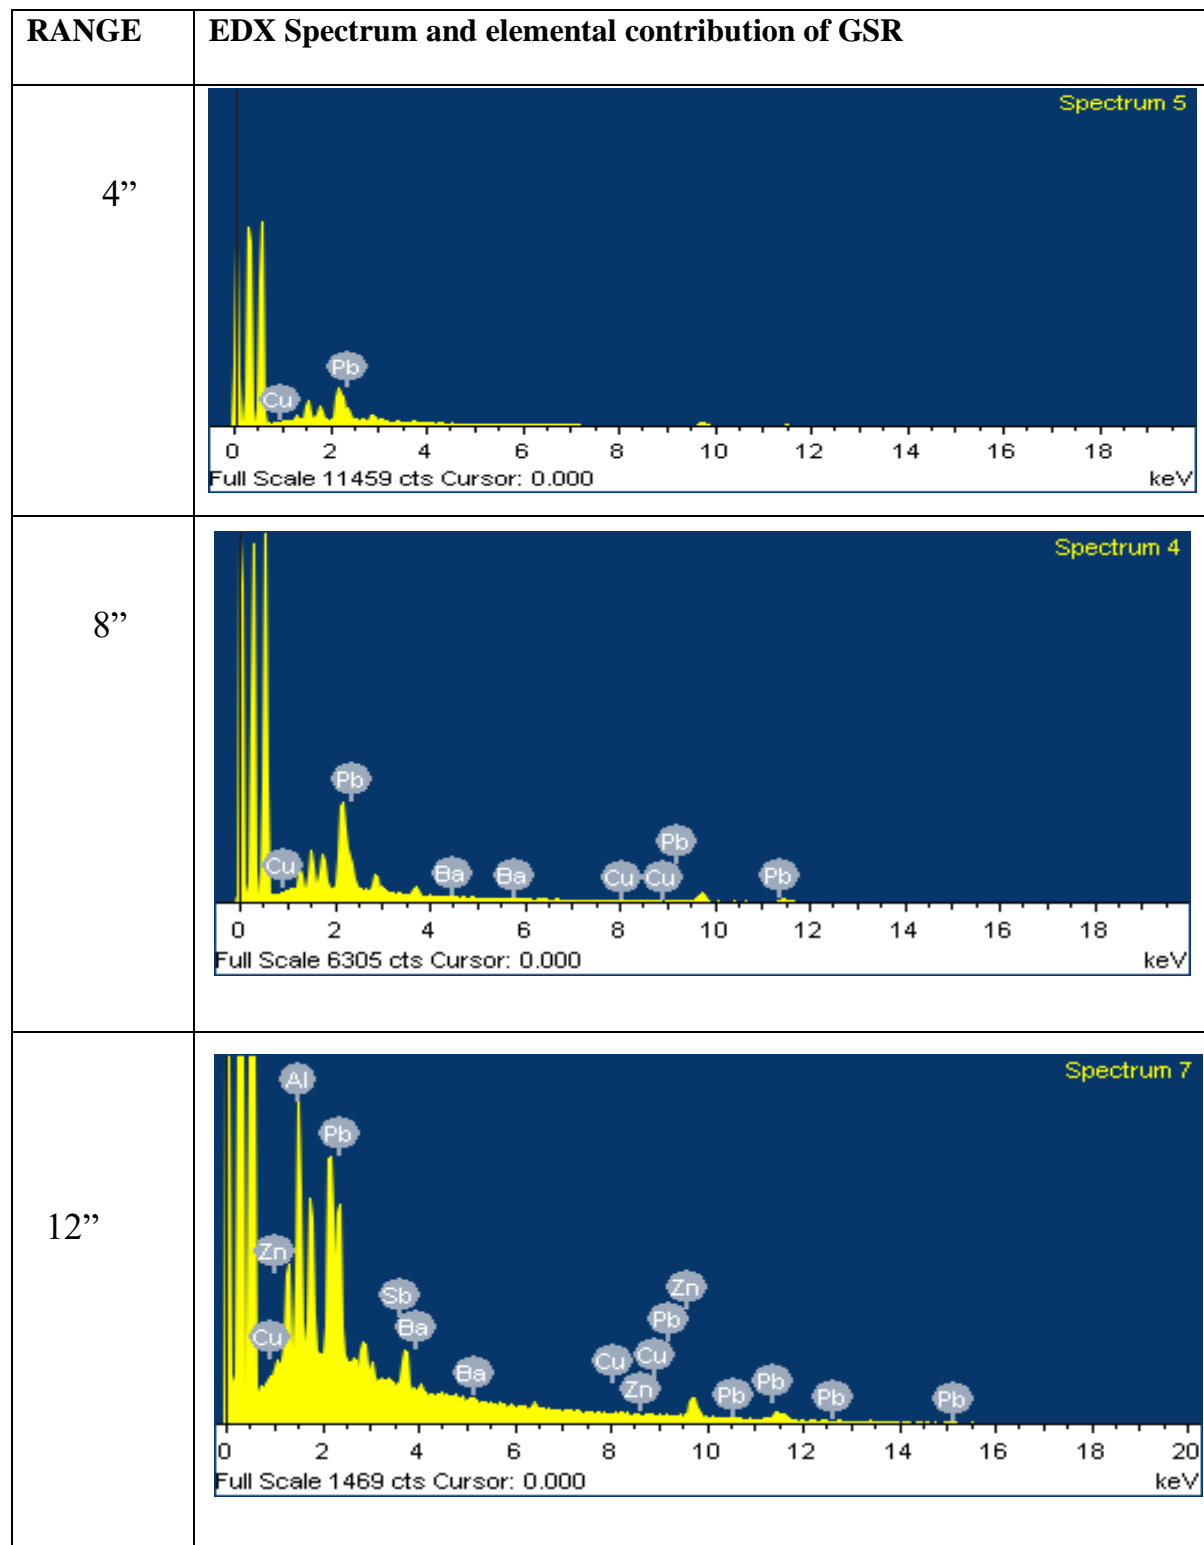 RANGE EDX Spectrum and elemental contribution of GSR
4”
Spectrum 5
Pb
Cu
0 2 4 6 8 10 12 14 16 18
Full Scale 11459 cts Cursor: 0.000 keV
8”
Spectrum 4
Pb
Pb
Cu Ba Ba Cu Cu Pb
0 2 4 6 8 10 12 14 16 18
Full Scale 6305 cts Cursor: 0.000 keV
12”
Spectrum 7
Al
Pb
Zn
Zn
Sb
Pb
Ba
Cu
Cu
Cu
Ba
Pb
Zn
Pb
Pb
Pb
0 2 4 6 8 10 12 14 16 18 20
Full Scale 1469 cts Cursor: 0.000 keV